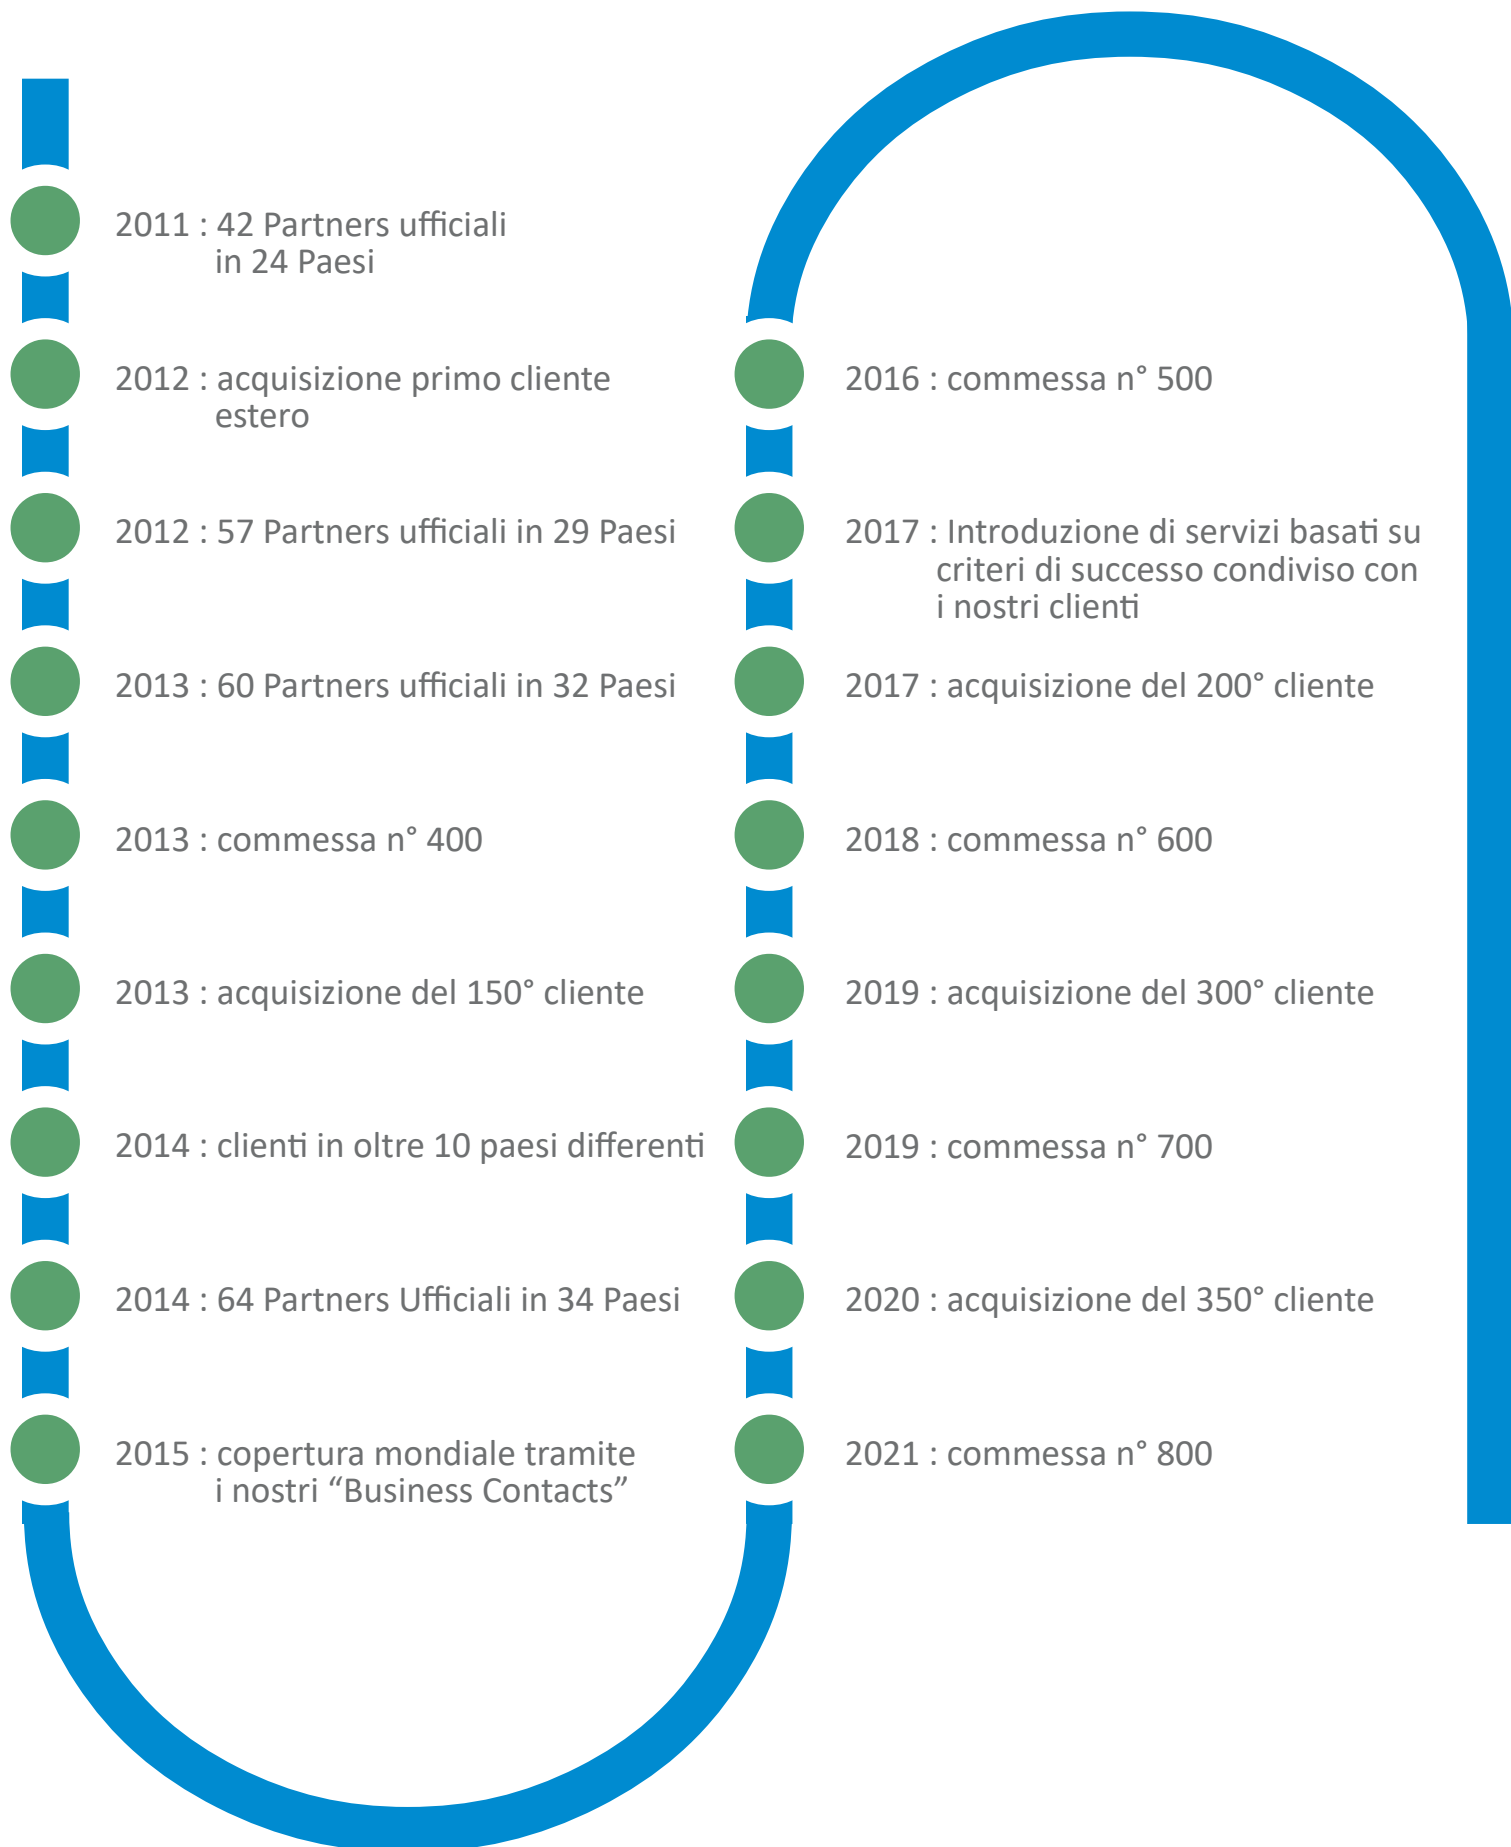 2011 : 42 Partners ufficiali
in 24 Paesi
2012 : acquisizione primo cliente
estero
2012 : 57 Partners ufficiali in 29 Paesi
2013 : 60 Partners ufficiali in 32 Paesi
2013 : commessa n° 400
2013 : acquisizione del 150° cliente
2014 : clienti in oltre 10 paesi differenti
2014 : 64 Partners Ufficiali in 34 Paesi
2015 : copertura mondiale tramite
i nostri “Business Contacts”
2016 : commessa n° 500
2017 : Introduzione di servizi basati su
criteri di successo condiviso con
i nostri clienti
2017 : acquisizione del 200° cliente
2018 : commessa n° 600
2019 : acquisizione del 300° cliente
2019 : commessa n° 700
2020 : acquisizione del 350° cliente
2021 : commessa n° 800